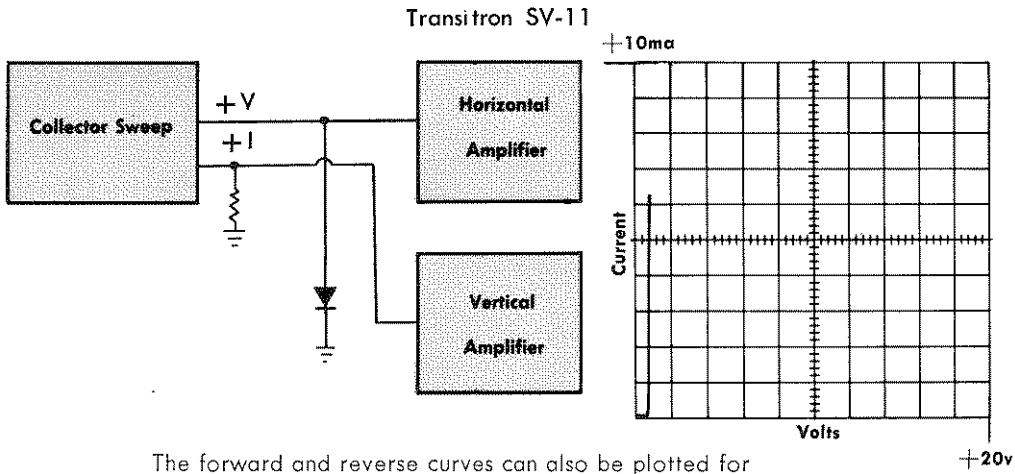 Transitron SV-11
+10ma
Collector Sweep
+V
+I
Horizontal
Amplifier
Vertical
Amplifier
Current
Volts
+20v
The forward and reverse curves can also be plotted for